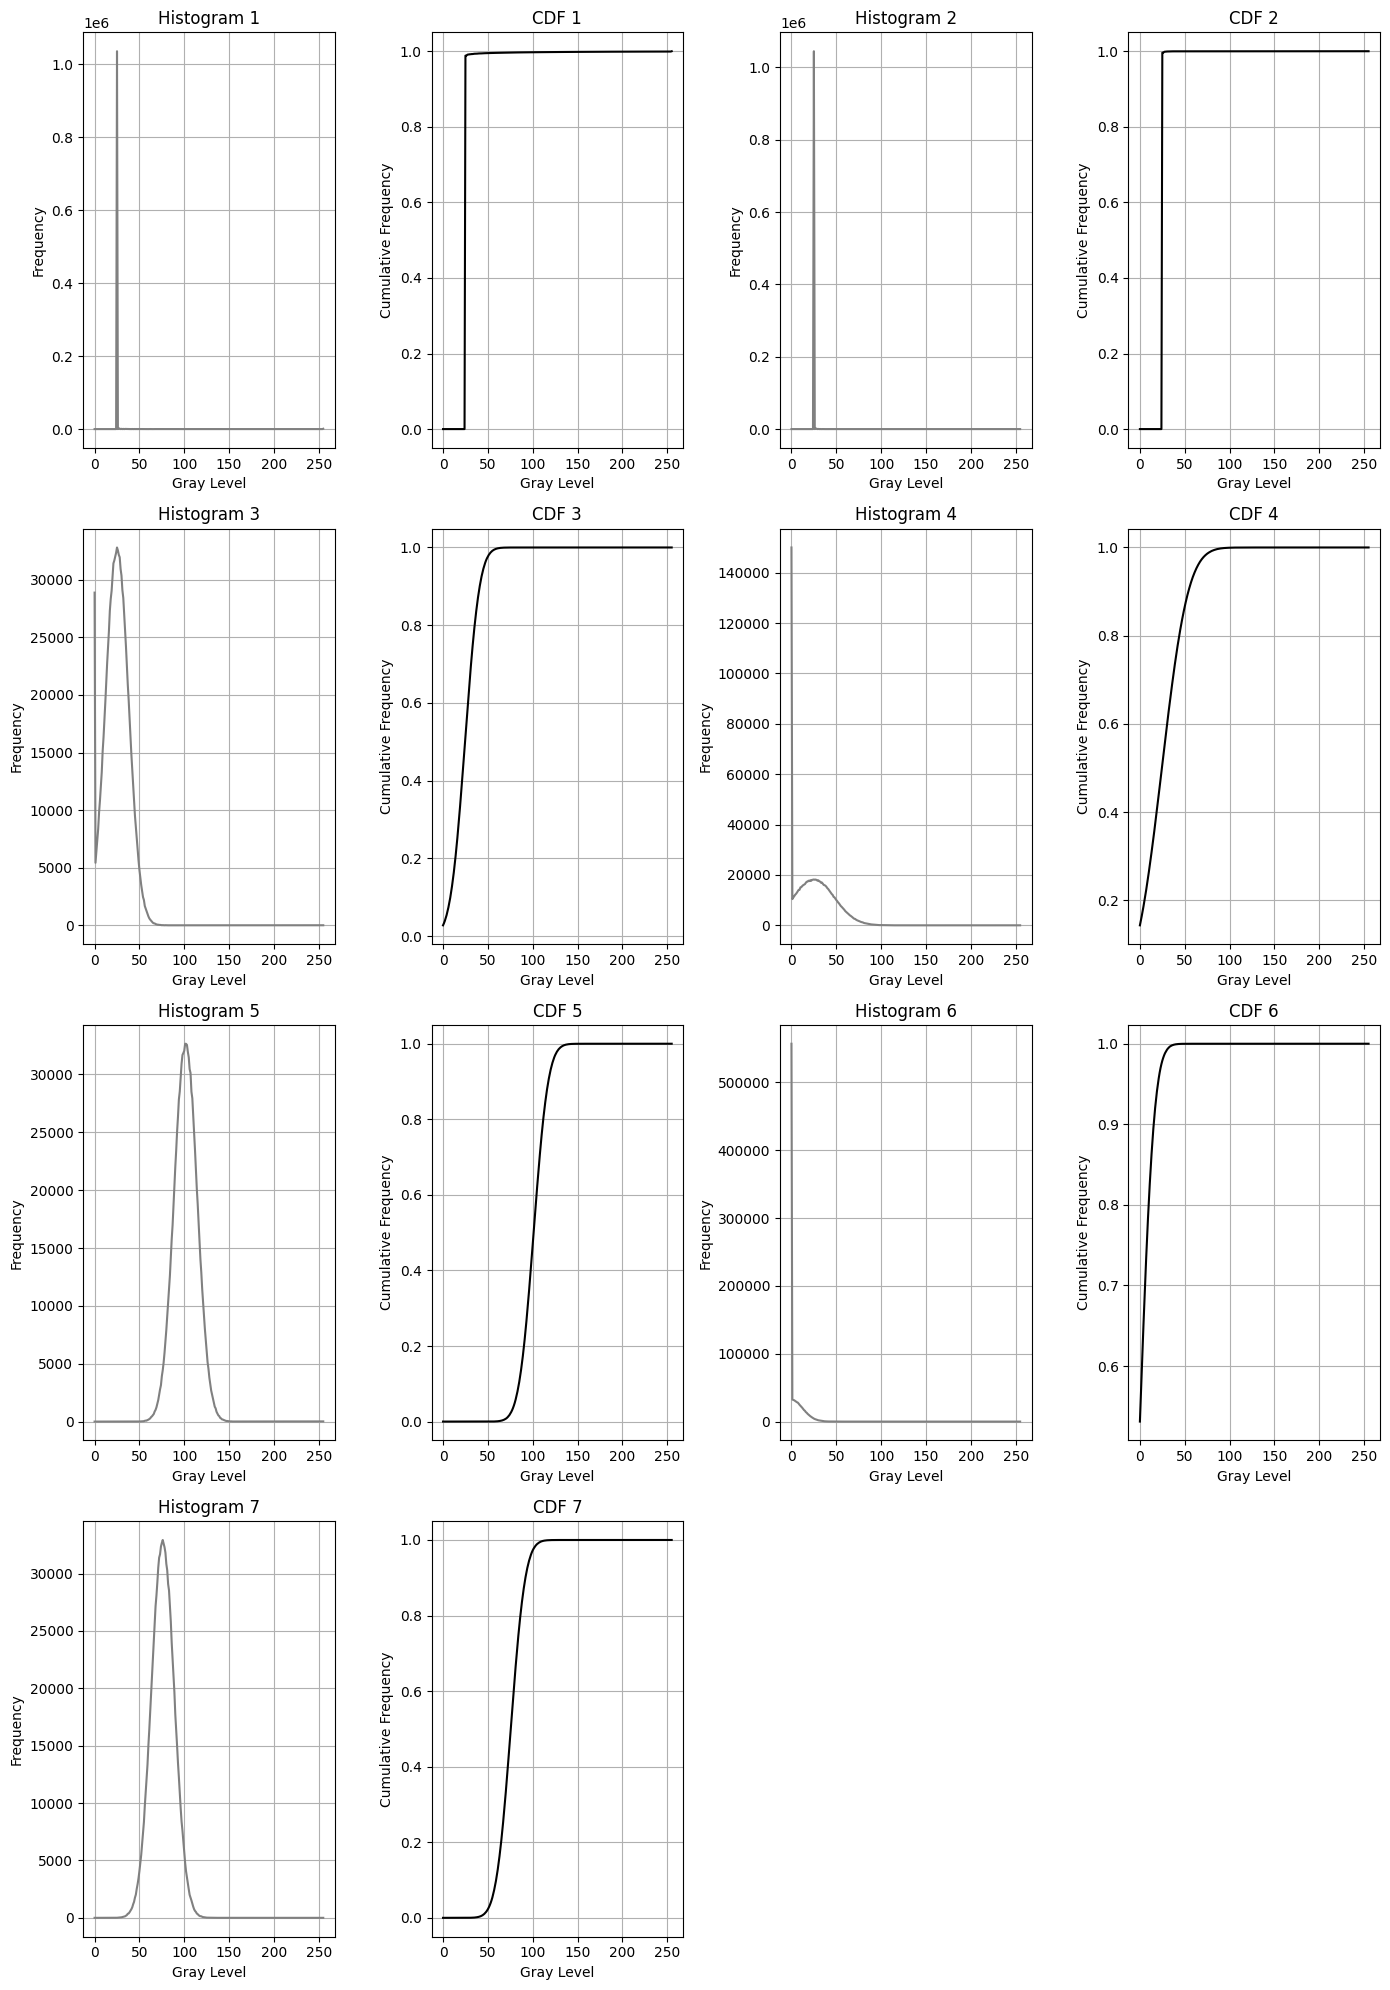 Histogram 1
1e6
Frequency
1.0
0.8
0.6
0.4
0.2
0.0
0 50 100 150 200 250
Gray Level
CDF 1
Cumulative Frequency
1.0
0.8
0.6
0.4
0.2
0.0
0 50 100 150 200 250
Gray Level
Histogram 2
1e6
Frequency
1.0
0.8
0.6
0.4
0.2
0.0
0 50 100 150 200 250
Gray Level
CDF 2
Cumulative Frequency
1.0
0.8
0.6
0.4
0.2
0.0
0 50 100 150 200 250
Gray Level
Histogram 3
Frequency
30000
25000
20000
15000
10000
5000
0
0 50 100 150 200 250
Gray Level
CDF 3
Cumulative Frequency
1.0
0.8
0.6
0.4
0.2
0.0
0 50 100 150 200 250
Gray Level
Histogram 4
Frequency
140000
120000
100000
80000
60000
40000
20000
0
0 50 100 150 200 250
Gray Level
CDF 4
Cumulative Frequency
1.0
0.8
0.6
0.4
0.2
0 50 100 150 200 250
Gray Level
Histogram 5
Frequency
30000
25000
20000
15000
10000
5000
0
0 50 100 150 200 250
Gray Level
CDF 5
Cumulative Frequency
1.0
0.8
0.6
0.4
0.2
0.0
0 50 100 150 200 250
Gray Level
Histogram 6
Frequency
500000
400000
300000
200000
100000
0
0 50 100 150 200 250
Gray Level
CDF 6
Cumulative Frequency
1.0
0.9
0.8
0.7
0.6
0 50 100 150 200 250
Gray Level
Histogram 7
Frequency
30000
25000
20000
15000
10000
5000
0
0 50 100 150 200 250
Gray Level
CDF 7
Cumulative Frequency
1.0
0.8
0.6
0.4
0.2
0.0
0 50 100 150 200 250
Gray Level